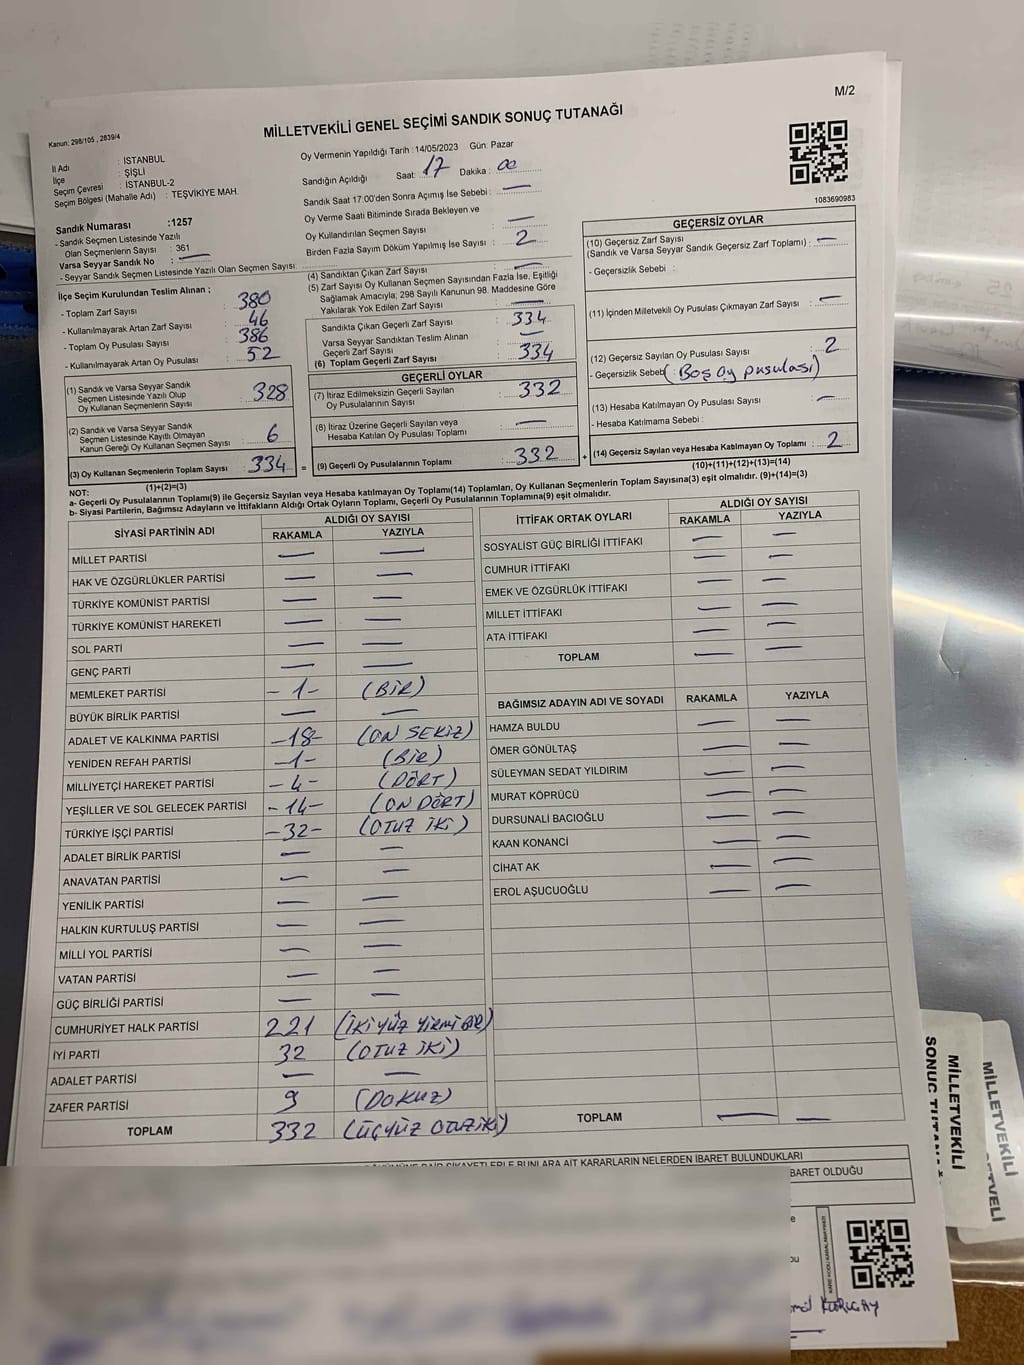 M/2
Kanun: 298/105 , 2839/4
MİLLETVEKİLİ GENEL SEÇİMİ SANDIK SONUÇ TUTANAĞI
İl Adı : İSTANBUL
İlçe : ŞİŞLİ
Seçim Çevresi : İSTANBUL-2
Seçim Bölgesi (Mahalle Adı) : TEŞVİKİYE MAH.
Oy Vermenin Yapıldığı Tarih : 14/05/2023 Gün: Pazar
Sandığın Açıldığı Saat: 17 Dakika : 00
Sandık Saat 17:00'den Sonra Açımış İse Sebebi : —
Oy Verme Saati Bitiminde Sırada Bekleyen ve
Oy Kullandırılan Seçmen Sayısı : —
Birden Fazla Sayım Döküm Yapılmış İse Sayısı : 2
1083690983
Sandık Numarası :1257
- Sandık Seçmen Listesinde Yazılı
Olan Seçmenlerin Sayısı : 361
Varsa Seyyar Sandık No : —
- Seyyar Sandık Seçmen Listesinde Yazılı Olan Seçmen Sayısı
İlçe Seçim Kurulundan Teslim Alınan ;
- Toplam Zarf Sayısı : 380
- Kullanılmayarak Artan Zarf Sayısı : 46
- Toplam Oy Pusulası Sayısı : 386
- Kullanılmayarak Artan Oy Pusulası : 52
(4) Sandıktan Çıkan Zarf Sayısı : —
(5) Zarf Sayısı Oy Kullanan Seçmen Sayısından Fazla İse, Eşitliği
Sağlamak Amacıyla; 298 Sayılı Kanunun 98. Maddesine Göre
Yakılarak Yok Edilen Zarf Sayısı : —
Sandıkta Çıkan Geçerli Zarf Sayısı : 334
Varsa Seyyar Sandıktan Teslim Alınan
Geçerli Zarf Sayısı : —
(6) Toplam Geçerli Zarf Sayısı : 334
GEÇERSİZ OYLAR
(10) Geçersiz Zarf Sayısı
(Sandık ve Varsa Seyyar Sandık Geçersiz Zarf Toplamı) : —
- Geçersizlik Sebebi :
(11) İçinden Milletvekili Oy Pusulası Çıkmayan Zarf Sayısı : —
(12) Geçersiz Sayılan Oy Pusulası Sayısı : 2
- Geçersizlik Sebebi : (Boş oy pusulası)
(13) Hesaba Katılmayan Oy Pusulası Sayısı : —
- Hesaba Katılmama Sebebi :
(14) Geçersiz Sayılan veya Hesaba Katılmayan Oy Toplamı : 2
(10)+(11)+(12)+(13)=(14)
(1) Sandık ve Varsa Seyyar Sandık
Seçmen Listesinde Yazılı Olup
Oy Kullanan Seçmenlerin Sayısı : 328
(2) Sandık ve Varsa Seyyar Sandık
Seçmen Listesinde Kayıtlı Olmayan
Kanun Gereği Oy Kullanan Seçmen Sayısı : 6
(3) Oy Kullanan Seçmenlerin Toplam Sayısı : 334 =
(1)+(2)=(3)
GEÇERLİ OYLAR
(7) İtiraz Edilmeksizin Geçerli Sayılan
Oy Pusulalarının Sayısı : 332
(8) İtiraz Üzerine Geçerli Sayılan veya
Hesaba Katılan Oy Pusulası Toplamı : —
(9) Geçerli Oy Pusulalarının Toplamı : 332 +
NOT:
a- Geçerli Oy Pusulalarının Toplamı(9) ile Geçersiz Sayılan veya Hesaba katılmayan Oy Toplamı(14) Toplamları, Oy Kullanan Seçmenlerin Toplam Sayısına(3) eşit olmalıdır. (9)+(14)=(3)
b- Siyasi Partilerin, Bağımsız Adayların ve İttifakların Aldığı Ortak Oyların Toplamı, Geçerli Oy Pusulalarının Toplamına(9) eşit olmalıdır.
SİYASİ PARTİNİN ADI ALDIĞI OY SAYISI
RAKAMLA YAZIYLA
MİLLET PARTİSİ — —
HAK VE ÖZGÜRLÜKLER PARTİSİ — —
TÜRKİYE KOMÜNİST PARTİSİ — —
TÜRKİYE KOMÜNİST HAREKETİ — —
SOL PARTİ — —
GENÇ PARTİ — —
MEMLEKET PARTİSİ -1- (BİR)
BÜYÜK BİRLİK PARTİSİ — —
ADALET VE KALKINMA PARTİSİ -18- (ON SEKİZ)
YENİDEN REFAH PARTİSİ -1- (BİR)
MİLLİYETÇİ HAREKET PARTİSİ -4- (DÖRT)
YEŞİLLER VE SOL GELECEK PARTİSİ -14- (ON DÖRT)
TÜRKİYE İŞÇİ PARTİSİ -32- (OTUZ İKİ)
ADALET BİRLİK PARTİSİ — —
ANAVATAN PARTİSİ — —
YENİLİK PARTİSİ — —
HALKIN KURTULUŞ PARTİSİ — —
MİLLİ YOL PARTİSİ — —
VATAN PARTİSİ — —
GÜÇ BİRLİĞİ PARTİSİ — —
CUMHURİYET HALK PARTİSİ 221 (İKİYÜZ YİRMİ BİR)
İYİ PARTİ 32 (OTUZ İKİ)
ADALET PARTİSİ — —
ZAFER PARTİSİ 9 (DOKUZ)
TOPLAM 332 (ÜÇYÜZ OTUZİKİ)
İTTİFAK ORTAK OYLARI ALDIĞI OY SAYISI
RAKAMLA YAZIYLA
SOSYALİST GÜÇ BİRLİĞİ İTTİFAKI — —
CUMHUR İTTİFAKI — —
EMEK VE ÖZGÜRLÜK İTTİFAKI — —
MİLLET İTTİFAKI — —
ATA İTTİFAKI — —
TOPLAM — —
BAĞIMSIZ ADAYIN ADI VE SOYADI RAKAMLA YAZIYLA
HAMZA BULDU — —
ÖMER GÖNÜLTAŞ — —
SÜLEYMAN SEDAT YILDIRIM — —
MURAT KÖPRÜCÜ — —
DURSUNALİ BACIOĞLU — —
KAAN KONANCİ — —
CİHAT AK — —
EROL AŞUCUOĞLU — —
TOPLAM — —
ŞİKAYETLERLE BUNLARA AİT KARARLARIN NELERDEN İBARET BULUNDUKLARI
BARET OLDUĞU
MİLLETVEKİLİ
SONUÇ TUTANA
MİLLETVEKİLİ